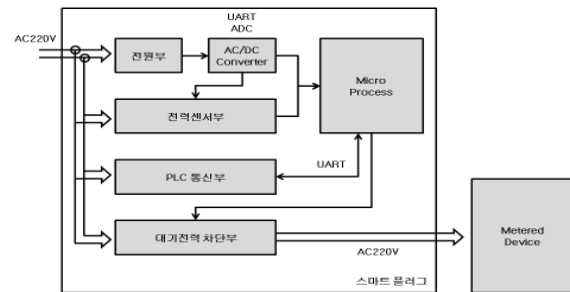 UART
ADC
AC220V
전원부
AC/DC
Converter
Micro
Process
전력센서부
PLC 통신부
UART
대기전력 차단부
AC220V
Metered
Device
스마트 플러그